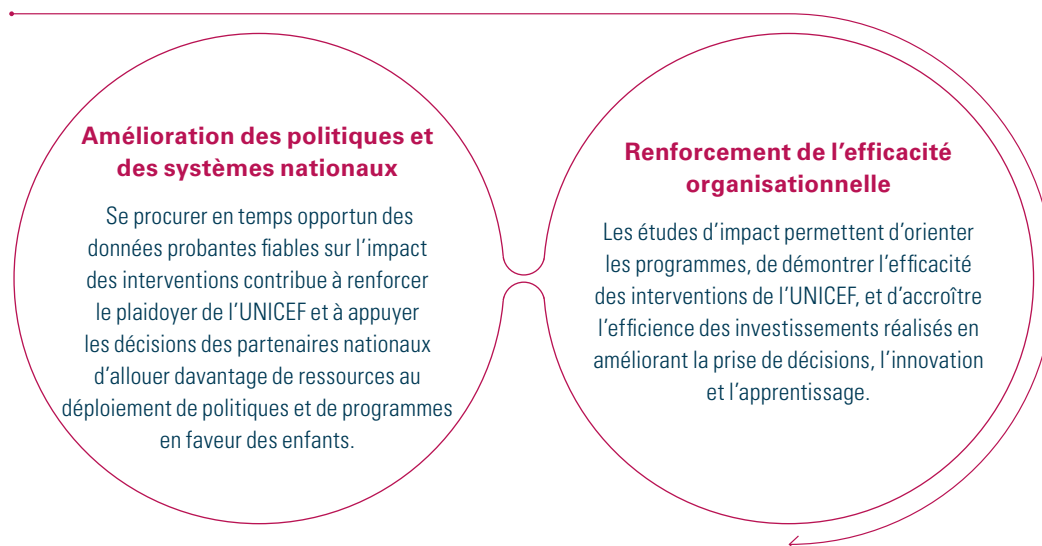 Amélioration des politiques et
des systèmes nationaux
Se procurer en temps opportun des
données probantes fiables sur l’impact
des interventions contribue à renforcer
le plaidoyer de l’UNICEF et à appuyer
les décisions des partenaires nationaux
d’allouer davantage de ressources au
déploiement de politiques et de programmes
en faveur des enfants.
Renforcement de l’efficacité
organisationnelle
Les études d’impact permettent d’orienter
les programmes, de démontrer l’efficacité
des interventions de l’UNICEF, et d’accroître
l’efficience des investissements réalisés en
améliorant la prise de décisions, l’innovation
et l’apprentissage.